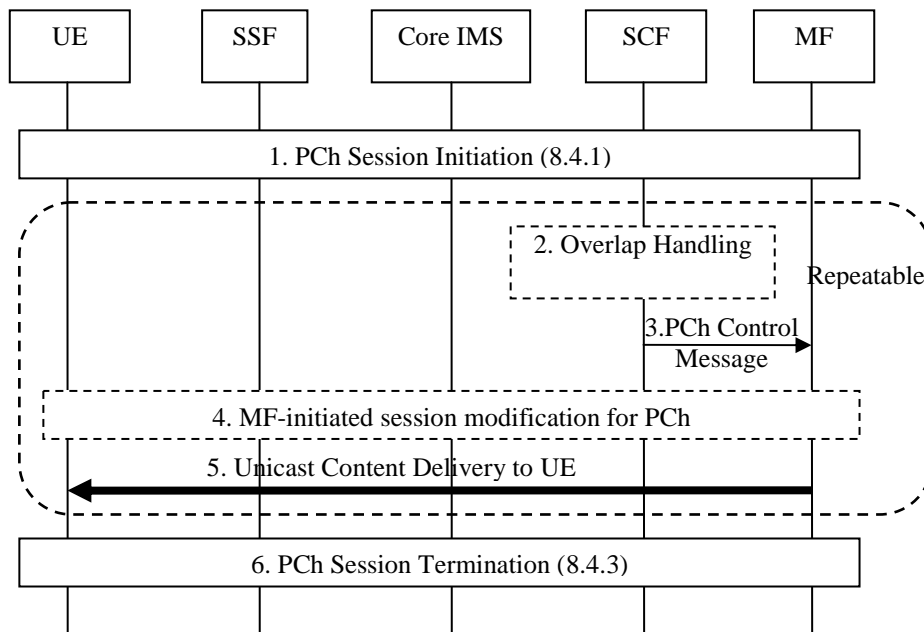 UE SSF Core IMS SCF MF
1. PCh Session Initiation (8.4.1)
2. Overlap Handling
Repeatable
3.PCh Control
Message
4. MF-initiated session modification for PCh
5. Unicast Content Delivery to UE
6. PCh Session Termination (8.4.3)